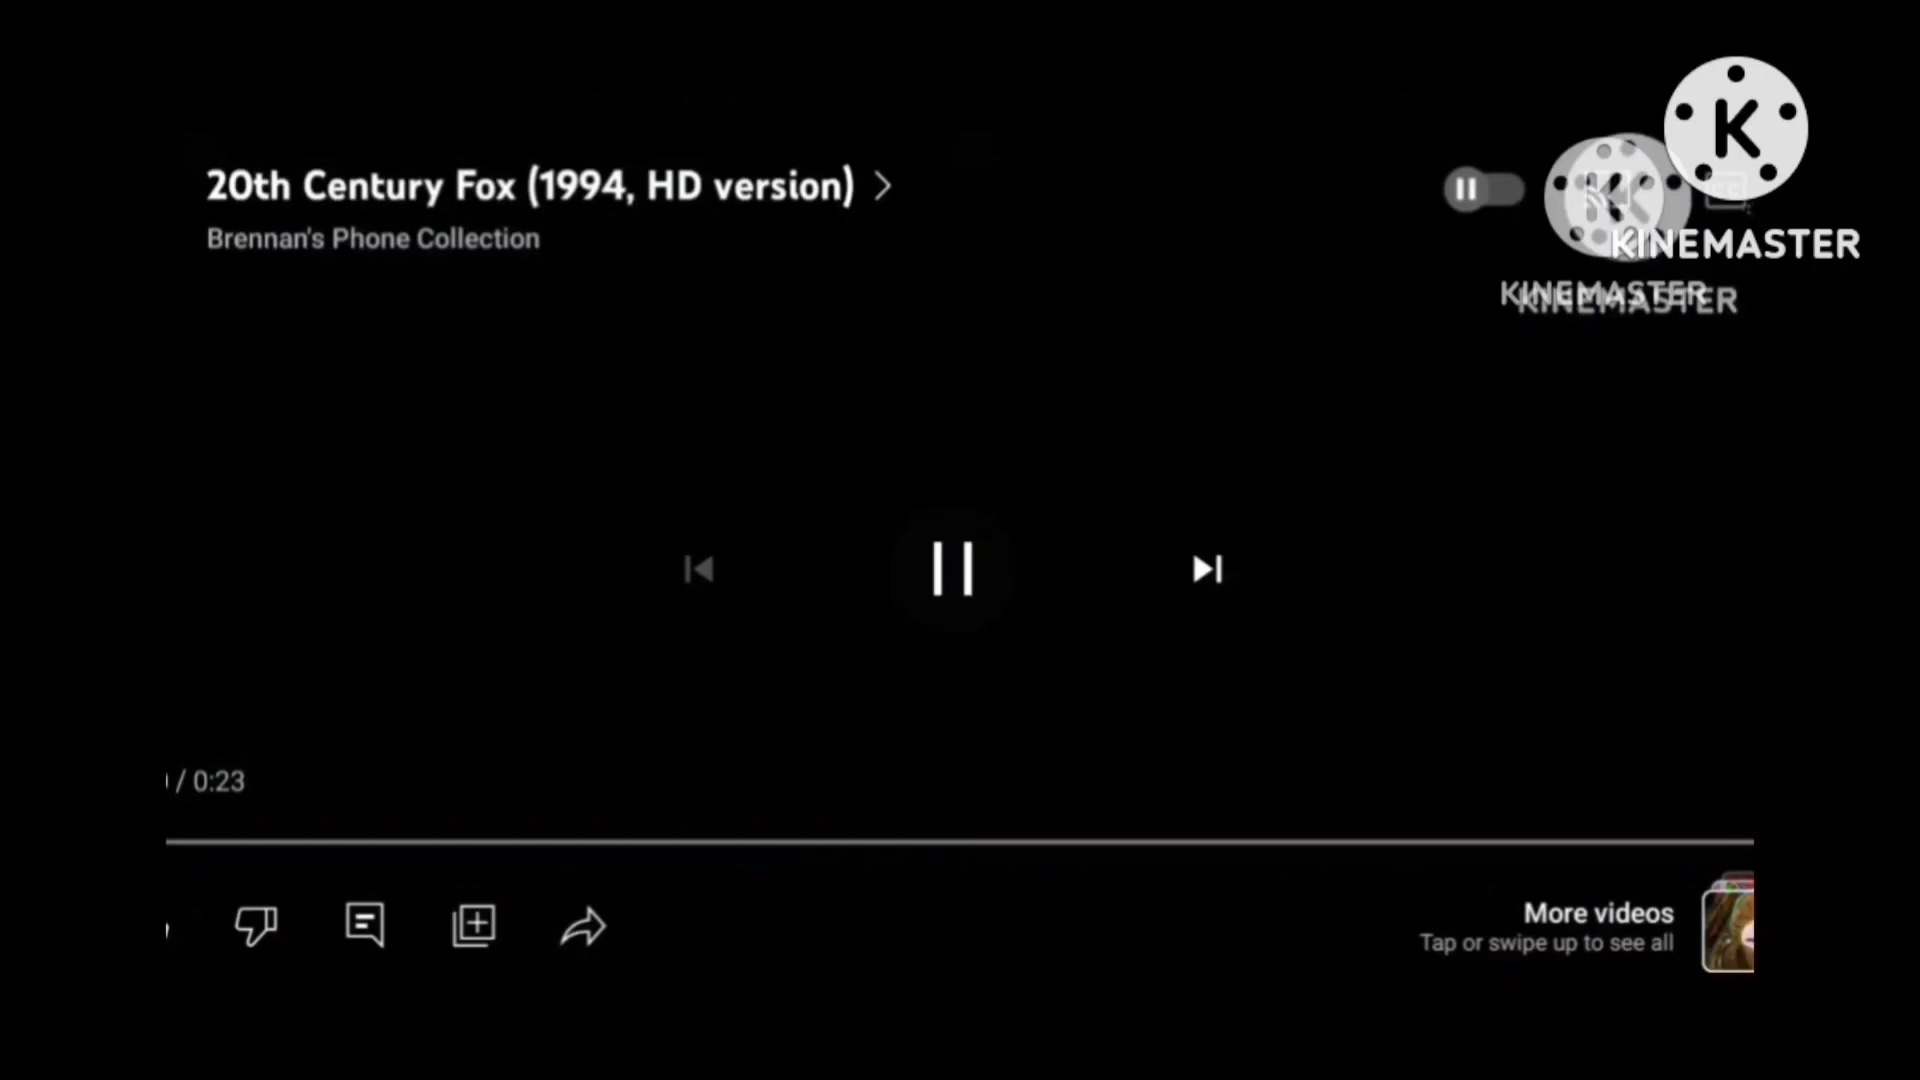 20th Century Fox (1994, HD version)
Brennan's Phone Collection
K
KINEMASTER
KINEMASTER
KINEMASTER
/ 0:23
More videos
Tap or swipe up to see all